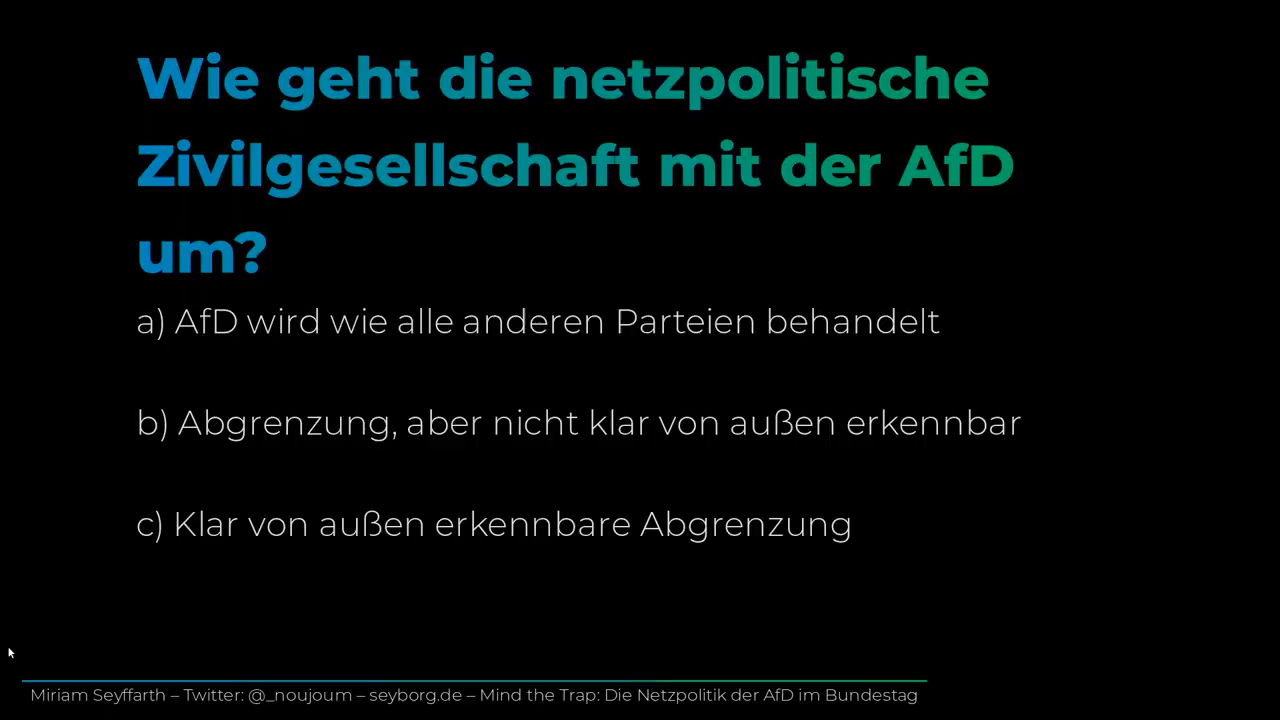 Wie geht die netzpolitische
Zivilgesellschaft mit der AfD
um?
a) AfD wird wie alle anderen Parteien behandelt
b) Abgrenzung, aber nicht klar von außen erkennbar
c) Klar von außen erkennbare Abgrenzung
Miriam Seyffarth – Twitter: @_noujoum – seyborg.de – Mind the Trap: Die Netzpolitik der AfD im Bundestag